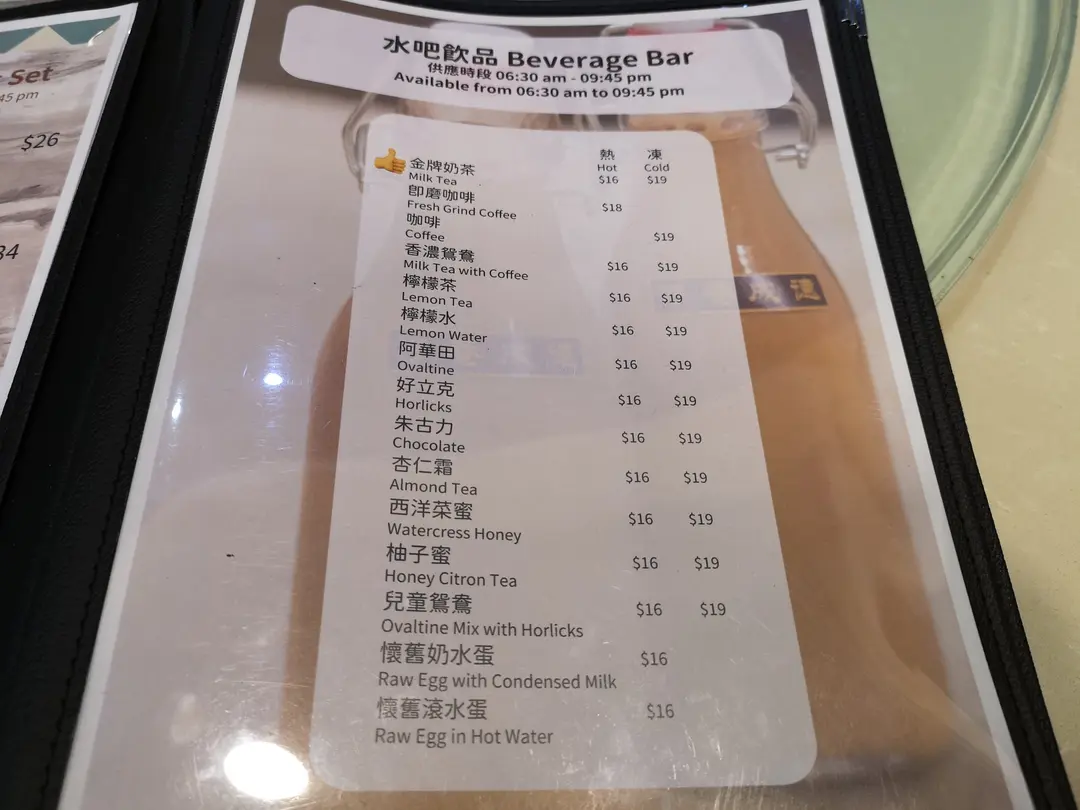 Set
45 pm
$26
34
水吧飲品 Beverage Bar
供應時段 06:30 am - 09:45 pm
Available from 06:30 am to 09:45 pm
熱 凍
Hot Cold
金牌奶茶
Milk Tea $16 $19
即磨咖啡
Fresh Grind Coffee $18
咖啡
Coffee $19
香濃鴛鴦
Milk Tea with Coffee $16 $19
檸檬茶
Lemon Tea $16 $19
檸檬水
Lemon Water $16 $19
阿華田
Ovaltine $16 $19
好立克
Horlicks $16 $19
朱古力
Chocolate $16 $19
杏仁霜
Almond Tea $16 $19
西洋菜蜜
Watercress Honey $16 $19
柚子蜜
Honey Citron Tea $16 $19
兒童鴛鴦
Ovaltine Mix with Horlicks $16 $19
懷舊奶水蛋
Raw Egg with Condensed Milk $16
懷舊滾水蛋
Raw Egg in Hot Water $16